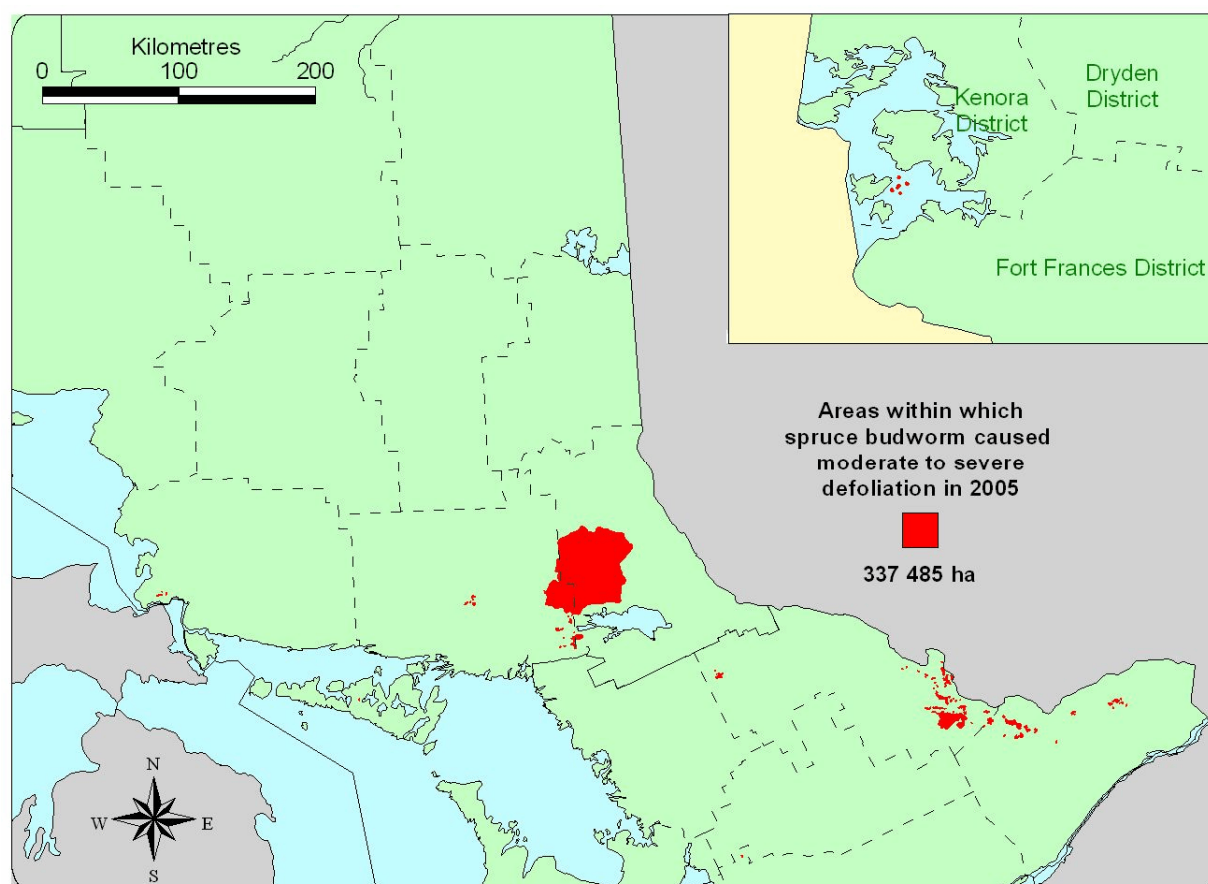 Kilometres
0 100 200
Kenora
District
Dryden
District
Fort Frances District
Areas within which
spruce budworm caused
moderate to severe
defoliation in 2005
337 485 ha
N
W E
S